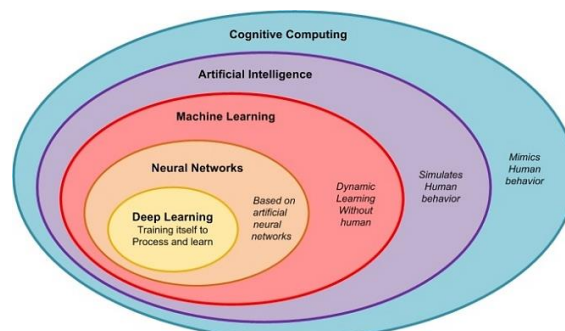 Cognitive Computing
Artificial Intelligence
Machine Learning
Neural Networks
Deep Learning
Training itself to
Process and learn
Based on
artificial
neural
networks
Dynamic
Learning
Without
human
Simulates
Human
behavior
Mimics
Human
behavior